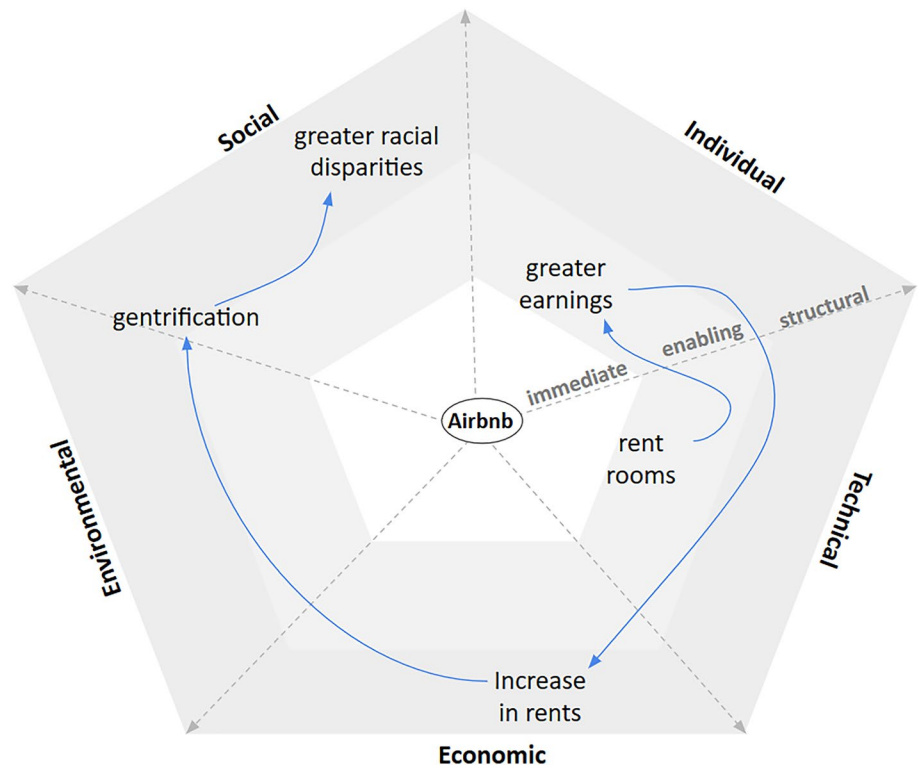 Social
Individual
greater racial
disparities
greater
earnings
structural
enabling
immediate
gentrification
Airbnb
rent
rooms
Environmental
Technical
Increase
in rents
Economic